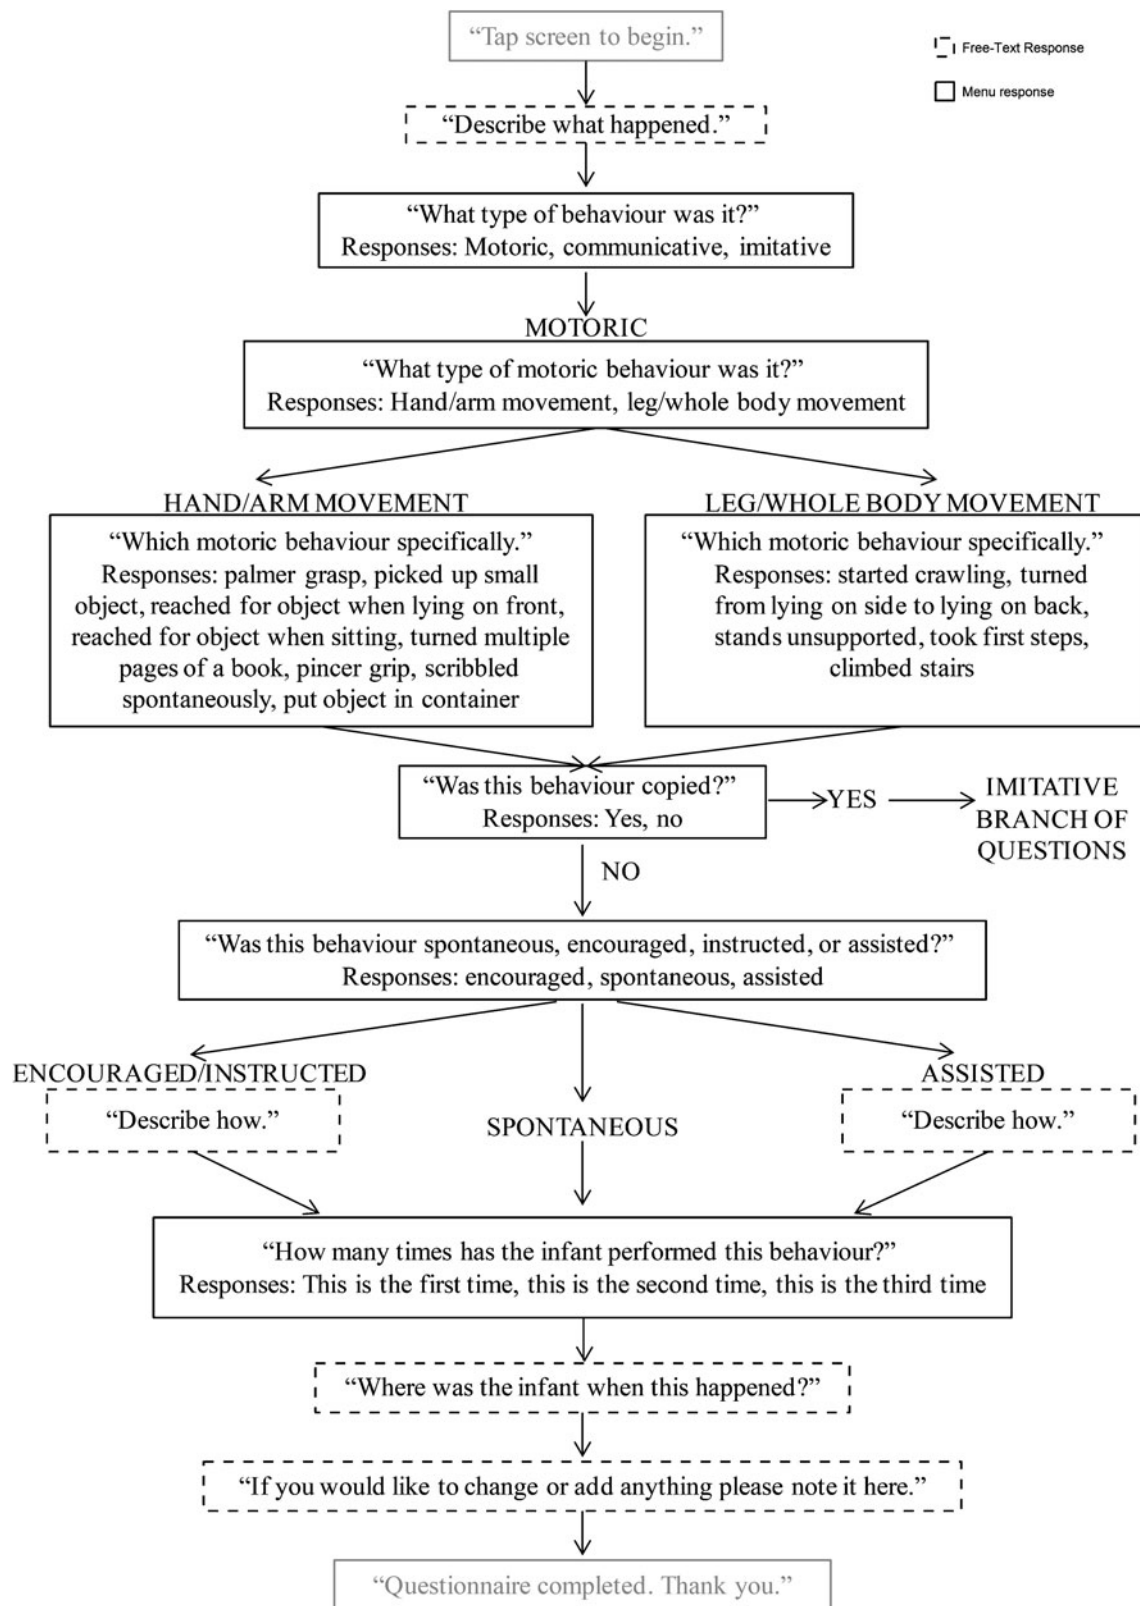 “Tap screen to begin.”
Free-Text Response
Menu response
“Describe what happened.”
“What type of behaviour was it?”
Responses: Motoric, communicative, imitative
MOTORIC
“What type of motoric behaviour was it?”
Responses: Hand/arm movement, leg/whole body movement
HAND/ARM MOVEMENT
“Which motoric behaviour specifically.”
Responses: palmer grasp, picked up small
object, reached for object when lying on front,
reached for object when sitting, turned multiple
pages of a book, pincer grip, scribbled
spontaneously, put object in container
LEG/WHOLE BODY MOVEMENT
“Which motoric behaviour specifically.”
Responses: started crawling, turned
from lying on side to lying on back,
stands unsupported, took first steps,
climbed stairs
“Was this behaviour copied?”
Responses: Yes, no
YES
IMITATIVE
BRANCH OF
QUESTIONS
NO
“Was this behaviour spontaneous, encouraged, instructed, or assisted?”
Responses: encouraged, spontaneous, assisted
ENCOURAGED/INSTRUCTED
“Describe how.”
SPONTANEOUS
ASSISTED
“Describe how.”
“How many times has the infant performed this behaviour?”
Responses: This is the first time, this is the second time, this is the third time
“Where was the infant when this happened?”
“If you would like to change or add anything please note it here.”
“Questionnaire completed. Thank you.”